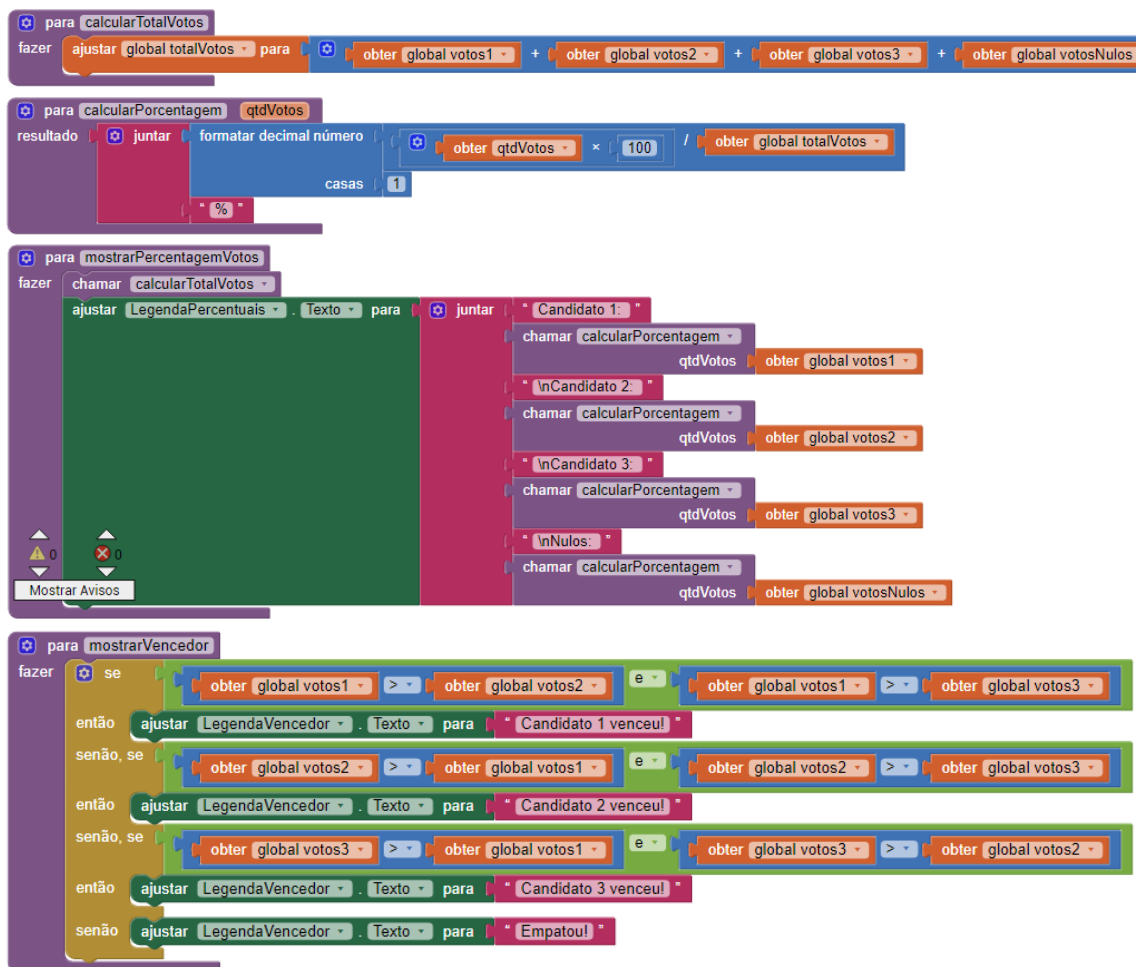 para calcularTotalVotos
fazer ajustar global totalVotos para obter global votos1 + obter global votos2 + obter global votos3 + obter global votosNulos
para calcularPorcentagem qtdVotos
resultado juntar formatar decimal número obter qtdVotos × 100 / obter global totalVotos
casas 1
" % "
para mostrarPercentagemVotos
fazer chamar calcularTotalVotos
ajustar LegendaPercentuais . Texto para juntar " Candidato 1: "
chamar calcularPorcentagem
qtdVotos obter global votos1
" \nCandidato 2: "
chamar calcularPorcentagem
qtdVotos obter global votos2
" \nCandidato 3: "
chamar calcularPorcentagem
qtdVotos obter global votos3
" \nNulos: "
chamar calcularPorcentagem
qtdVotos obter global votosNulos
0 0
Mostrar Avisos
para mostrarVencedor
fazer se obter global votos1 > obter global votos2 e obter global votos1 > obter global votos3
então ajustar LegendaVencedor . Texto para " Candidato 1 venceu! "
senão, se obter global votos2 > obter global votos1 e obter global votos2 > obter global votos3
então ajustar LegendaVencedor . Texto para " Candidato 2 venceu! "
senão, se obter global votos3 > obter global votos1 e obter global votos3 > obter global votos2
então ajustar LegendaVencedor . Texto para " Candidato 3 venceu! "
senão ajustar LegendaVencedor . Texto para " Empatou! "